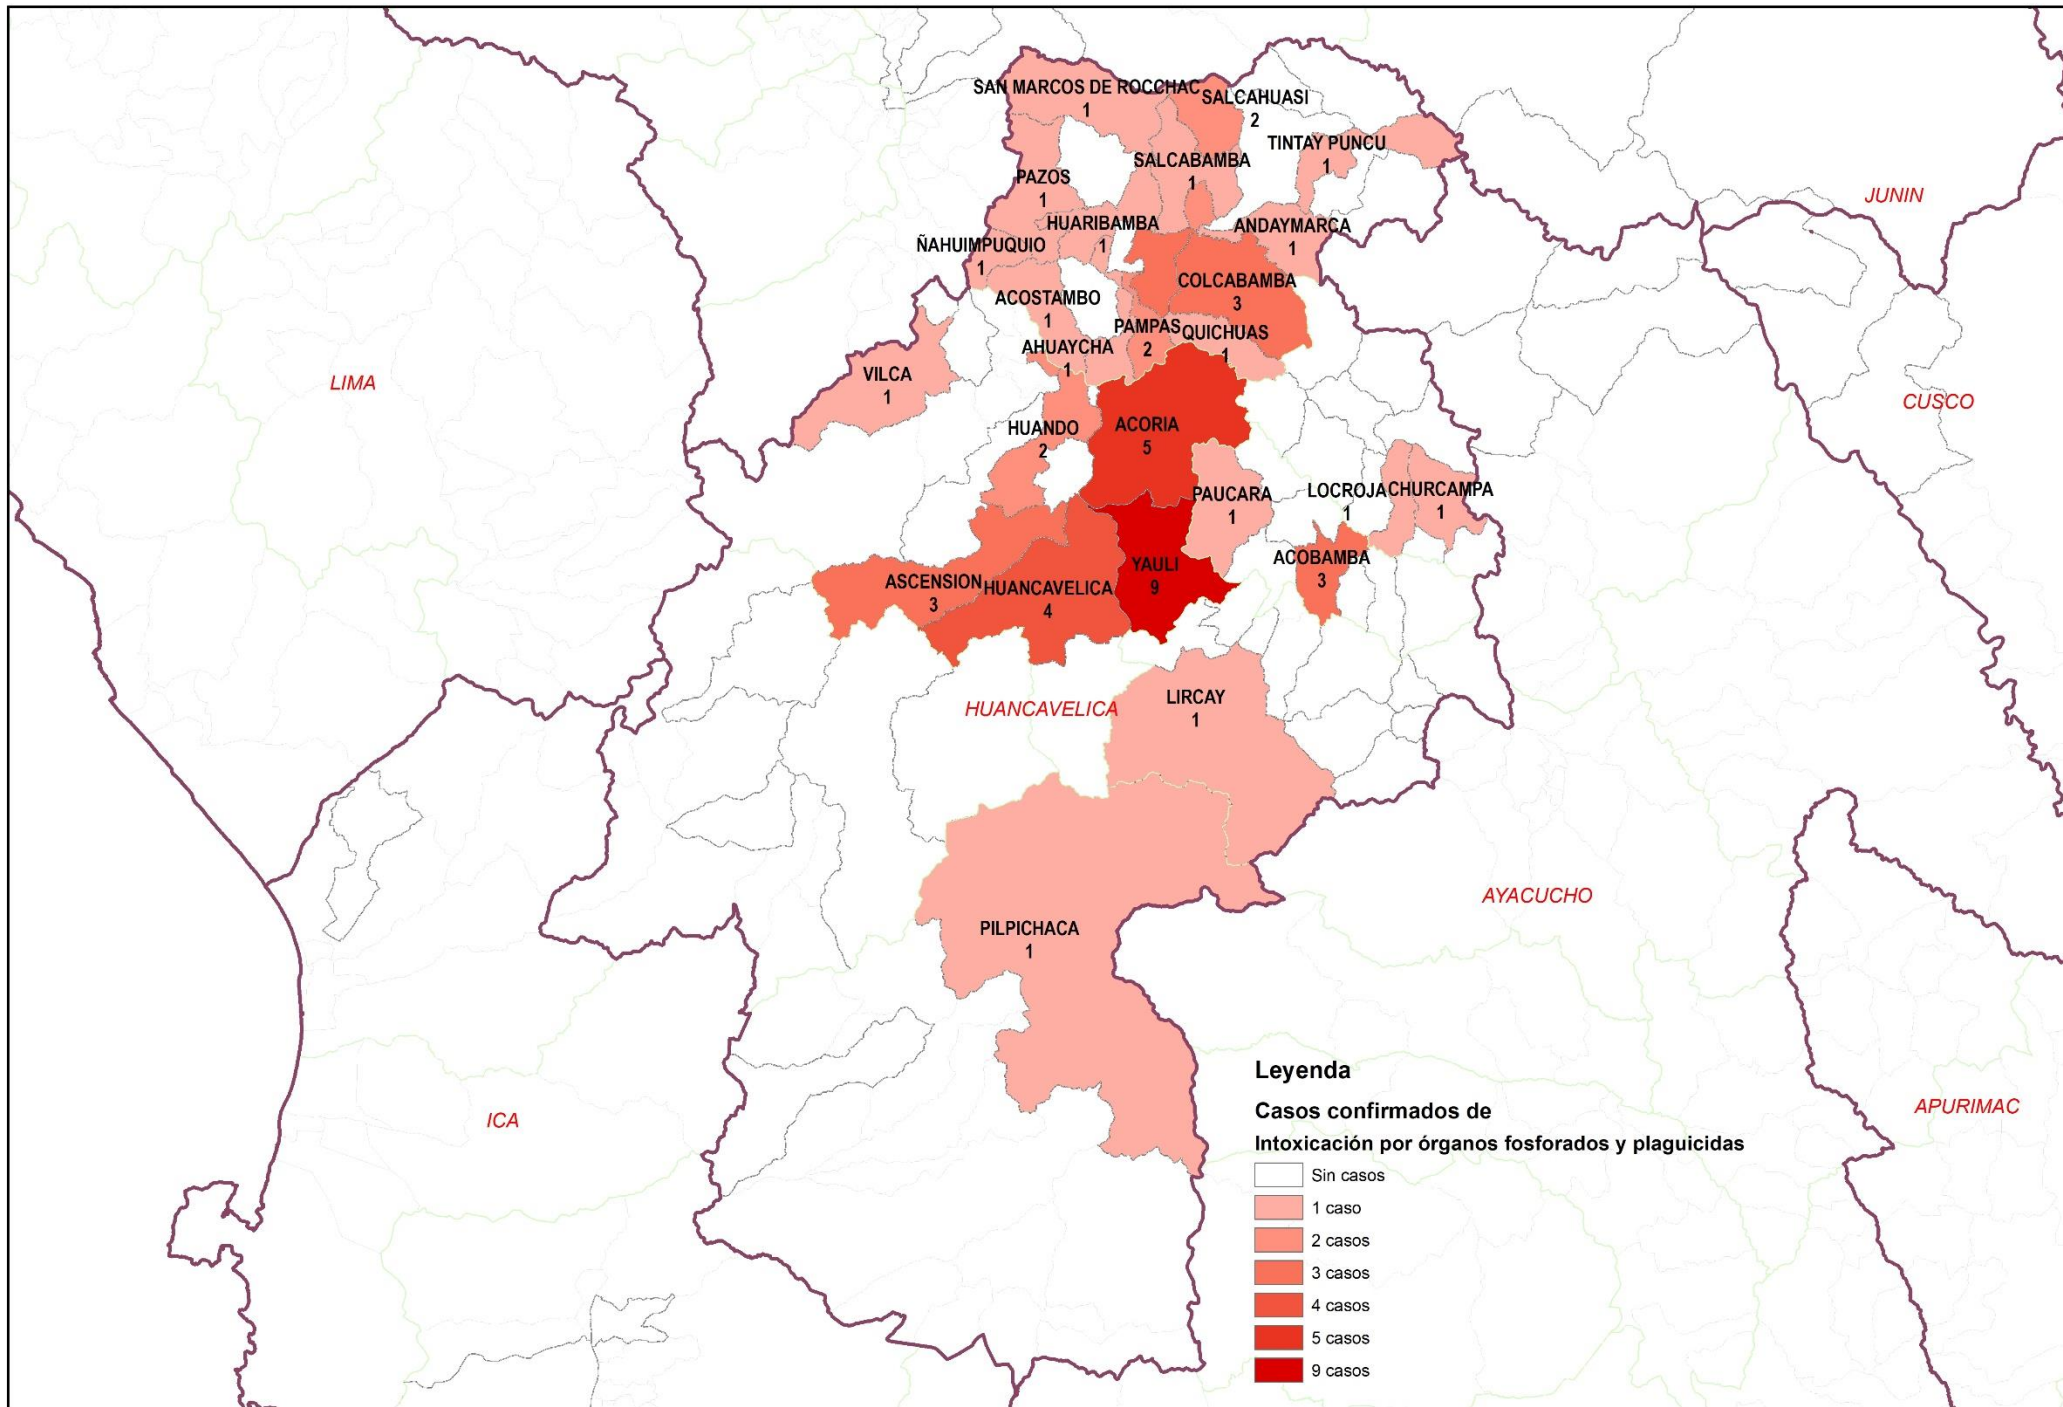 SAN MARCOS DE ROCCHAC
1
SALCAHUASI
2
TINTAY PUNCU
1
SALCABAMBA
1
PAZOS
1
JUNIN
HUARIBAMBA
1
ANDAYMARCA
1
ÑAHUIMPUQUIO
1
COLCABAMBA
3
ACOSTAMBO
1
PAMPAS
2
QUICHUAS
1
AHUAYCHA
1
VILCA
1
LIMA
CUSCO
HUANDO
2
ACORIA
5
PAUCARA
1
LOCROJA
1
CHURCAMPA
1
ACOBAMBA
3
YAULI
9
ASCENSION
3
HUANCAVELICA
4
LIRCAY
1
HUANCAVELICA
AYACUCHO
PILPICHACA
1
ICA
APURIMAC
Leyenda
Casos confirmados de
Intoxicación por órganos fosforados y plaguicidas
Sin casos
1 caso
2 casos
3 casos
4 casos
5 casos
9 casos